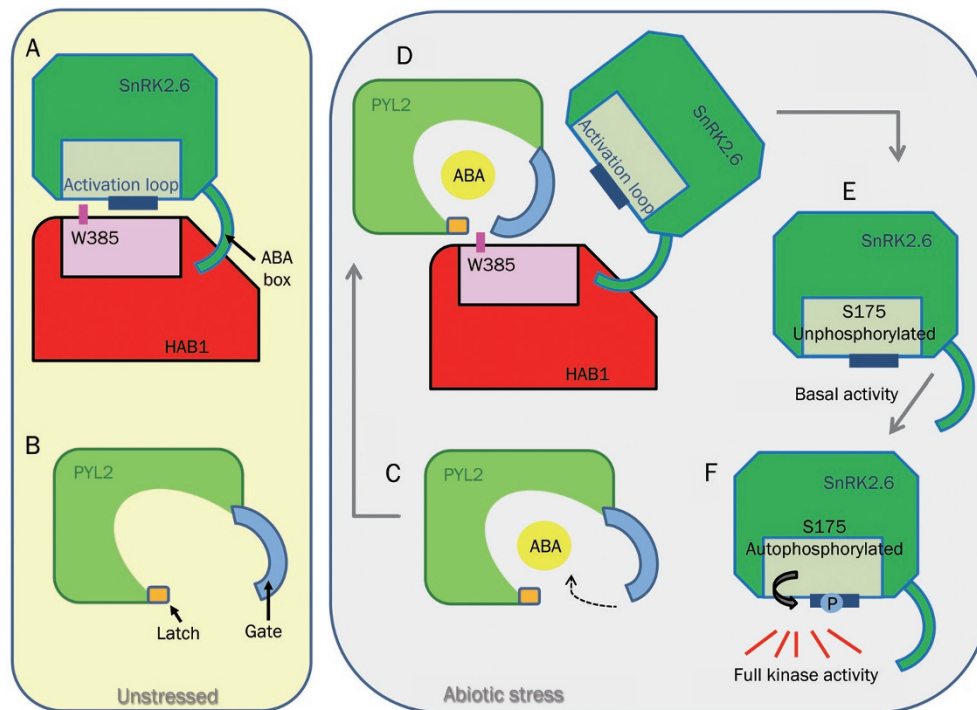 A
SnRK2.6
Activation loop
W385
ABA
box
HAB1
B
PYL2
Latch
Gate
Unstressed
D
PYL2
ABA
SnRK2.6
Activation loop
W385
HAB1
C
PYL2
ABA
E
SnRK2.6
S175
Unphosphorylated
Basal activity
F
SnRK2.6
S175
Autophosphorylated
P
Full kinase activity
Abiotic stress